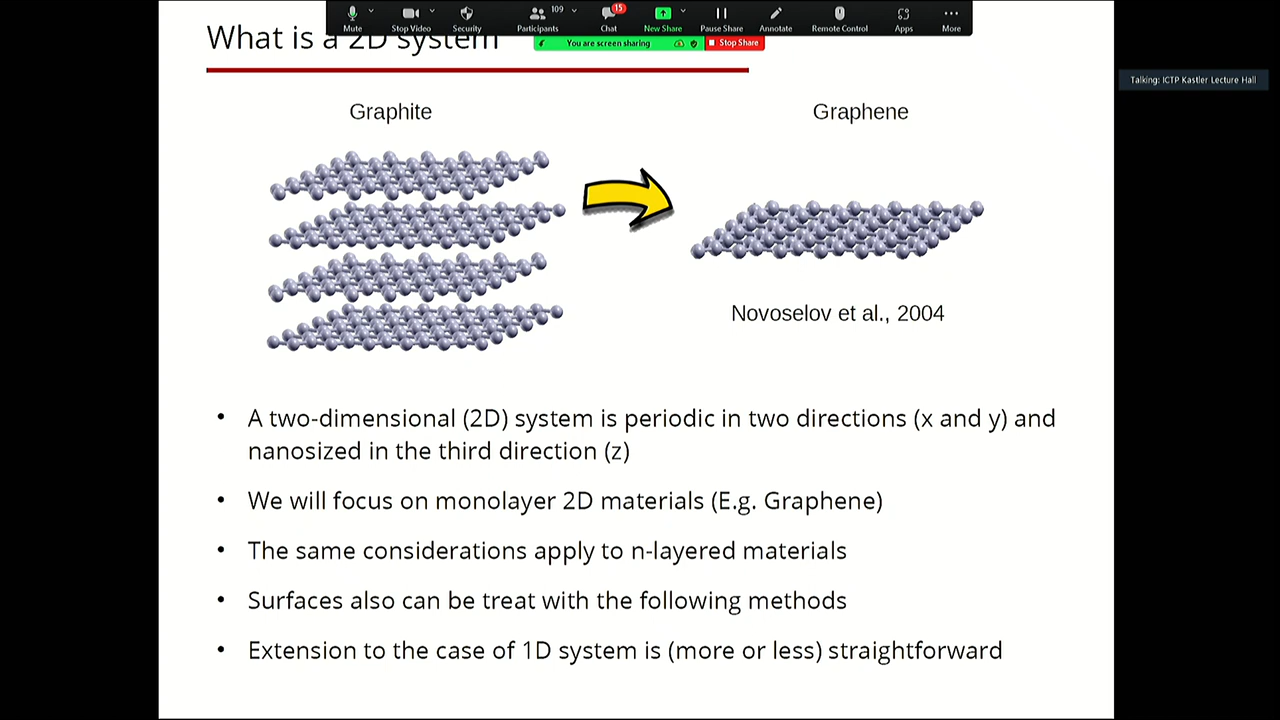 109
15
Mute
Stop Video
Security
Participants
Chat
New Share
Pause Share
Annotate
Remote Control
Apps
More
What is a 2D system
You are screen sharing
Stop Share
Talking: ICTP Kastler Lecture Hall
Graphite
Graphene
Novoselov et al., 2004
• A two-dimensional (2D) system is periodic in two directions (x and y) and
nanosized in the third direction (z)
• We will focus on monolayer 2D materials (E.g. Graphene)
• The same considerations apply to n-layered materials
• Surfaces also can be treat with the following methods
• Extension to the case of 1D system is (more or less) straightforward